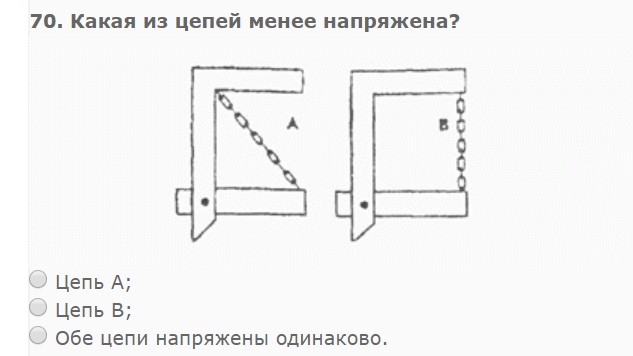 70. Какая из цепей менее напряжена?
A
B
Цепь А;
Цепь В;
Обе цепи напряжены одинаково.